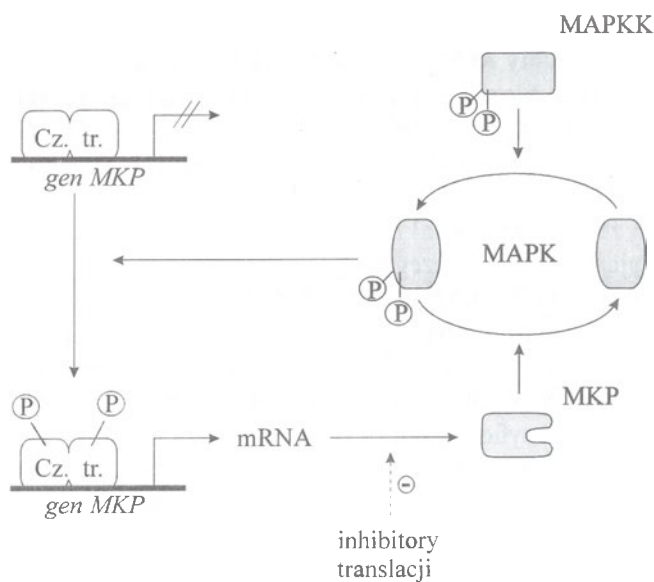 MAPKK
P
P
Cz. tr.
gen MKP
MAPK
P
P
P
P
MKP
mRNA
Cz. tr.
gen MKP
inhibitory
translacji